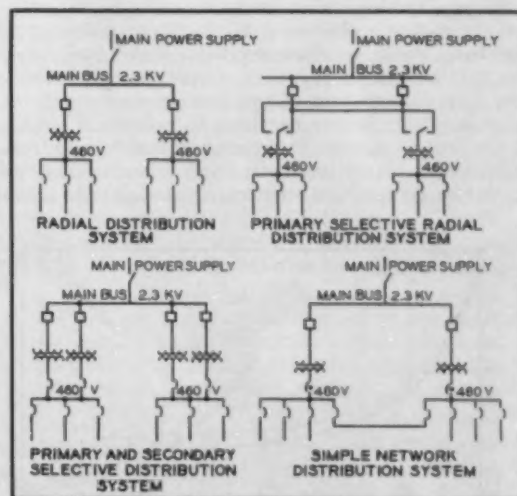 MAIN POWER SUPPLY
MAIN BUS 2.3 KV
460V 460V
RADIAL DISTRIBUTION
SYSTEM
MAIN POWER SUPPLY
MAIN BUS 2.3 KV
460V 460V
PRIMARY SELECTIVE RADIAL
DISTRIBUTION SYSTEM
MAIN POWER SUPPLY
MAIN BUS 2.3 KV
460 V 460 V
PRIMARY AND SECONDARY
SELECTIVE DISTRIBUTION
SYSTEM
MAIN POWER SUPPLY
MAIN BUS 2.3 KV
480V 480V
SIMPLE NETWORK
DISTRIBUTION SYSTEM